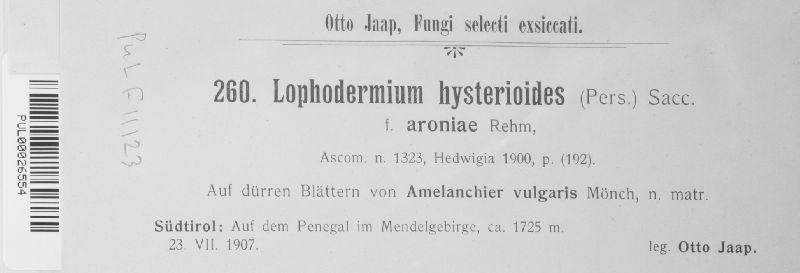 Otto Jaap, Fungi selecti exsiccati.
260. Lophodermium hysterioides (Pers.) Sacc.
f. aroniae Rehm,
Ascom. n. 1323, Hedwigia 1900, p. (192).
Auf dürren Blättern von Amelanchier vulgaris Mönch, n. matr.
Südtirol: Auf dem Penegal im Mendelgebirge, ca. 1725 m.
23. VII. 1907.
leg. Otto Jaap.
PUL F11123
PUL00026554